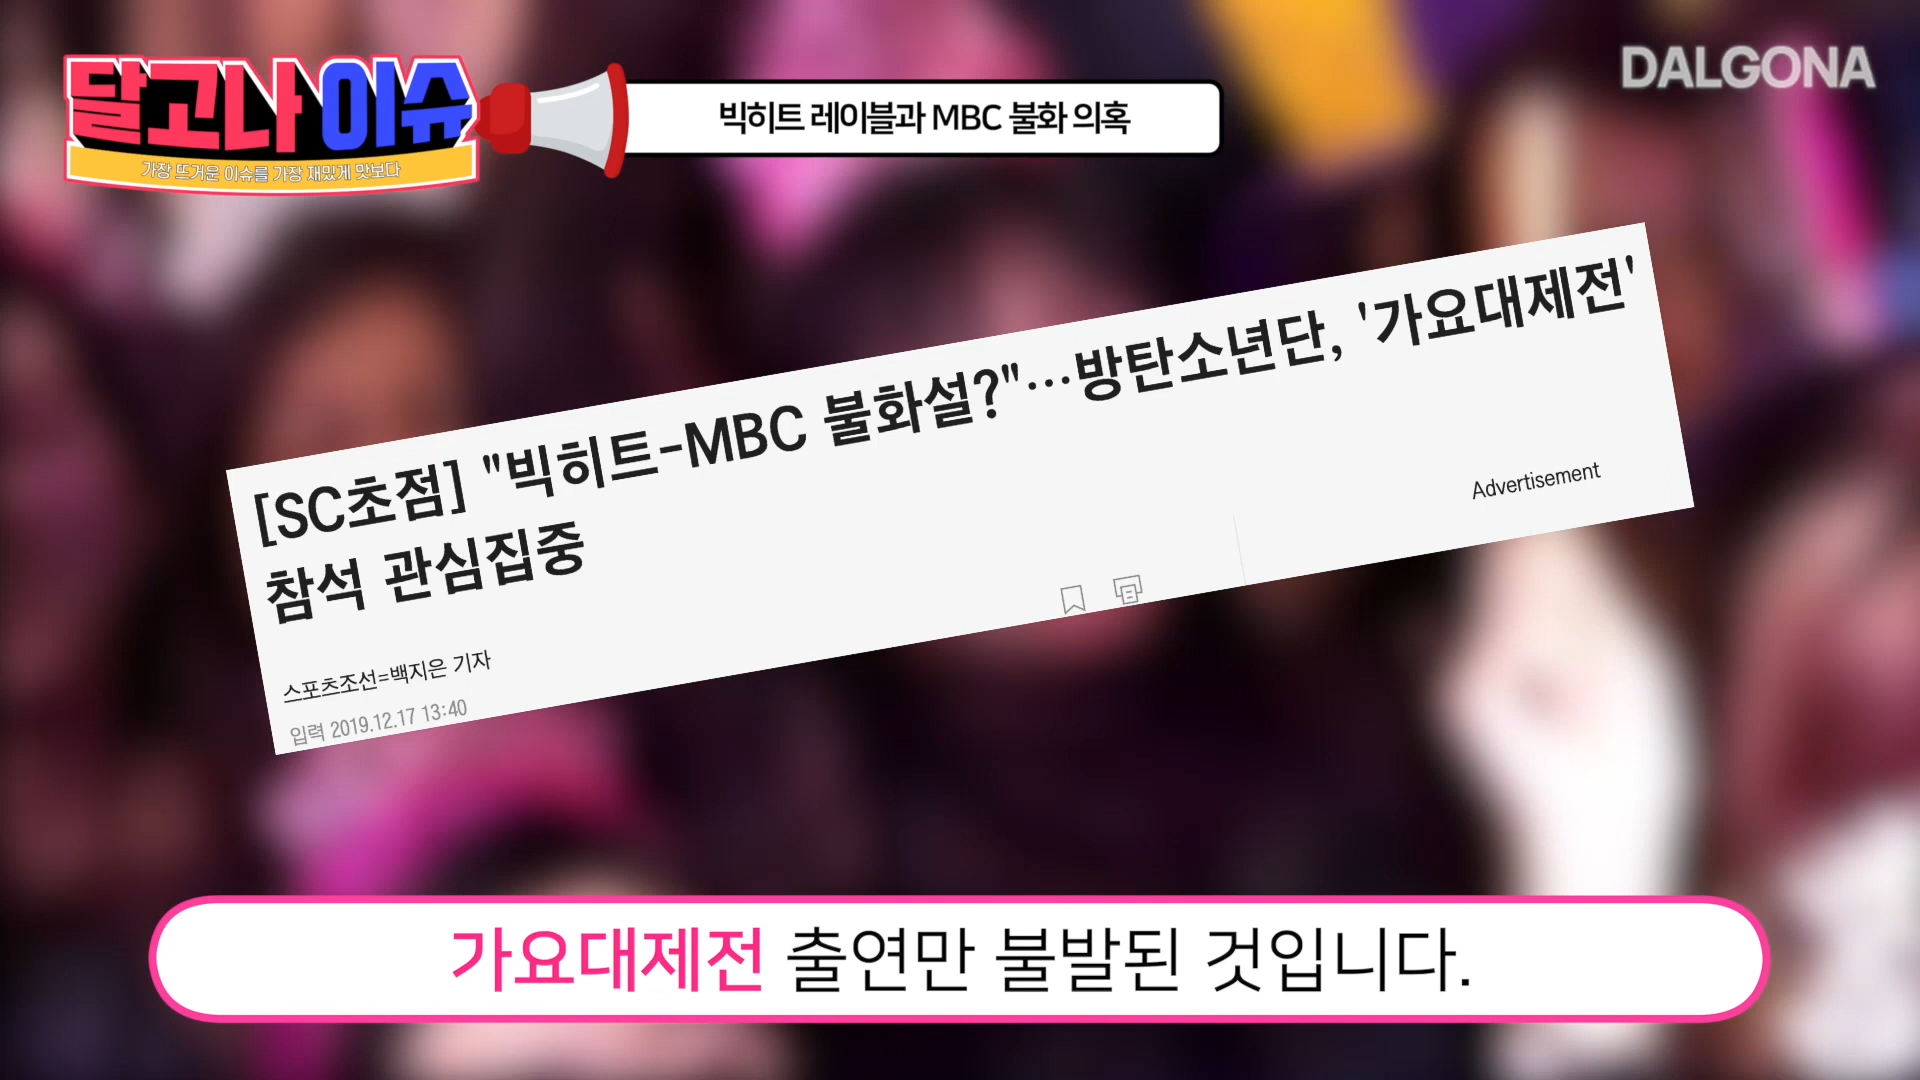 달고나 이슈
가장 뜨거운 이슈를 가장 재밌게 맛보다
빅히트 레이블과 MBC 불화 의혹
DALGONA
[SC초점] "빅히트-MBC 불화설?"…방탄소년단, '가요대제전'
참석 관심집중
Advertisement
스포츠조선=백지은 기자
입력 2019.12.17 13:40
가요대제전 출연만 불발된 것입니다.